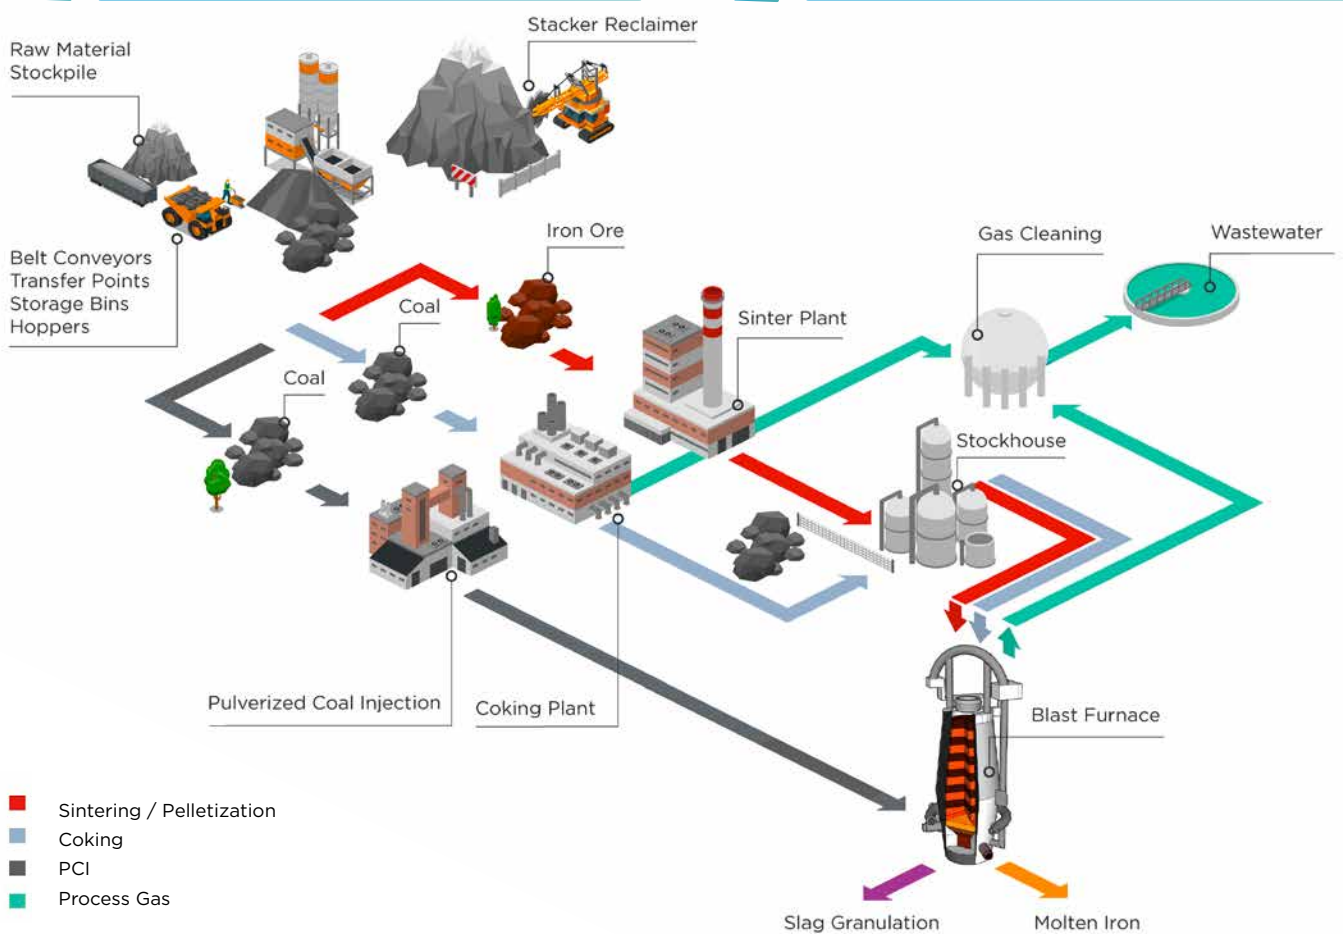 Stacker Reclaimer
Raw Material
Stockpile
Belt Conveyors
Transfer Points
Storage Bins
Hoppers
Iron Ore
Gas Cleaning
Wastewater
Coal
Sinter Plant
Coal
Stockhouse
Pulverized Coal Injection
Coking Plant
Blast Furnace
Sintering / Pelletization
Coking
PCI
Process Gas
Slag Granulation
Molten Iron